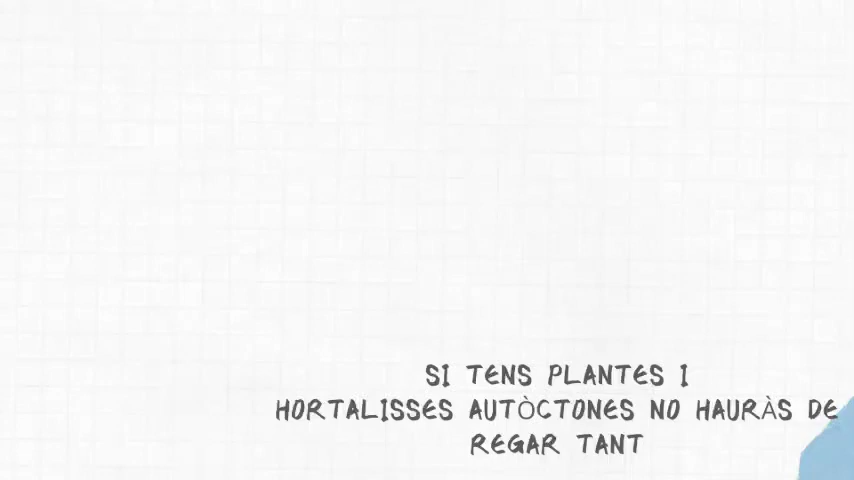 SI TENS PLANTES I
HORTALISSES AUTÒCTONES NO HAURÀS DE
REGAR TANT